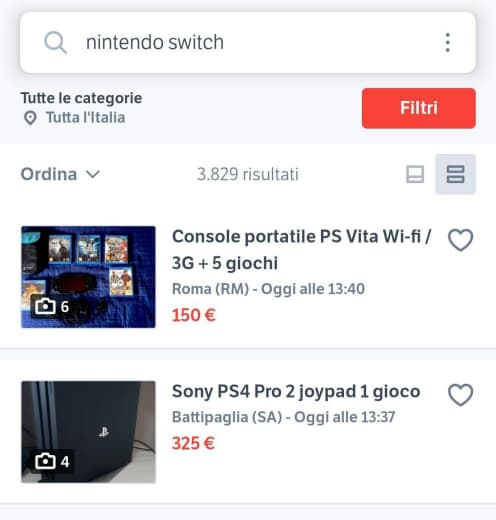 nintendo switch
Tutte le categorie
Tutta l'Italia
Filtri
Ordina
3.829 risultati
Console portatile PS Vita Wi-fi /
3G + 5 giochi
Roma (RM) - Oggi alle 13:40
150 €
6
Sony PS4 Pro 2 joypad 1 gioco
Battipaglia (SA) - Oggi alle 13:37
325 €
4